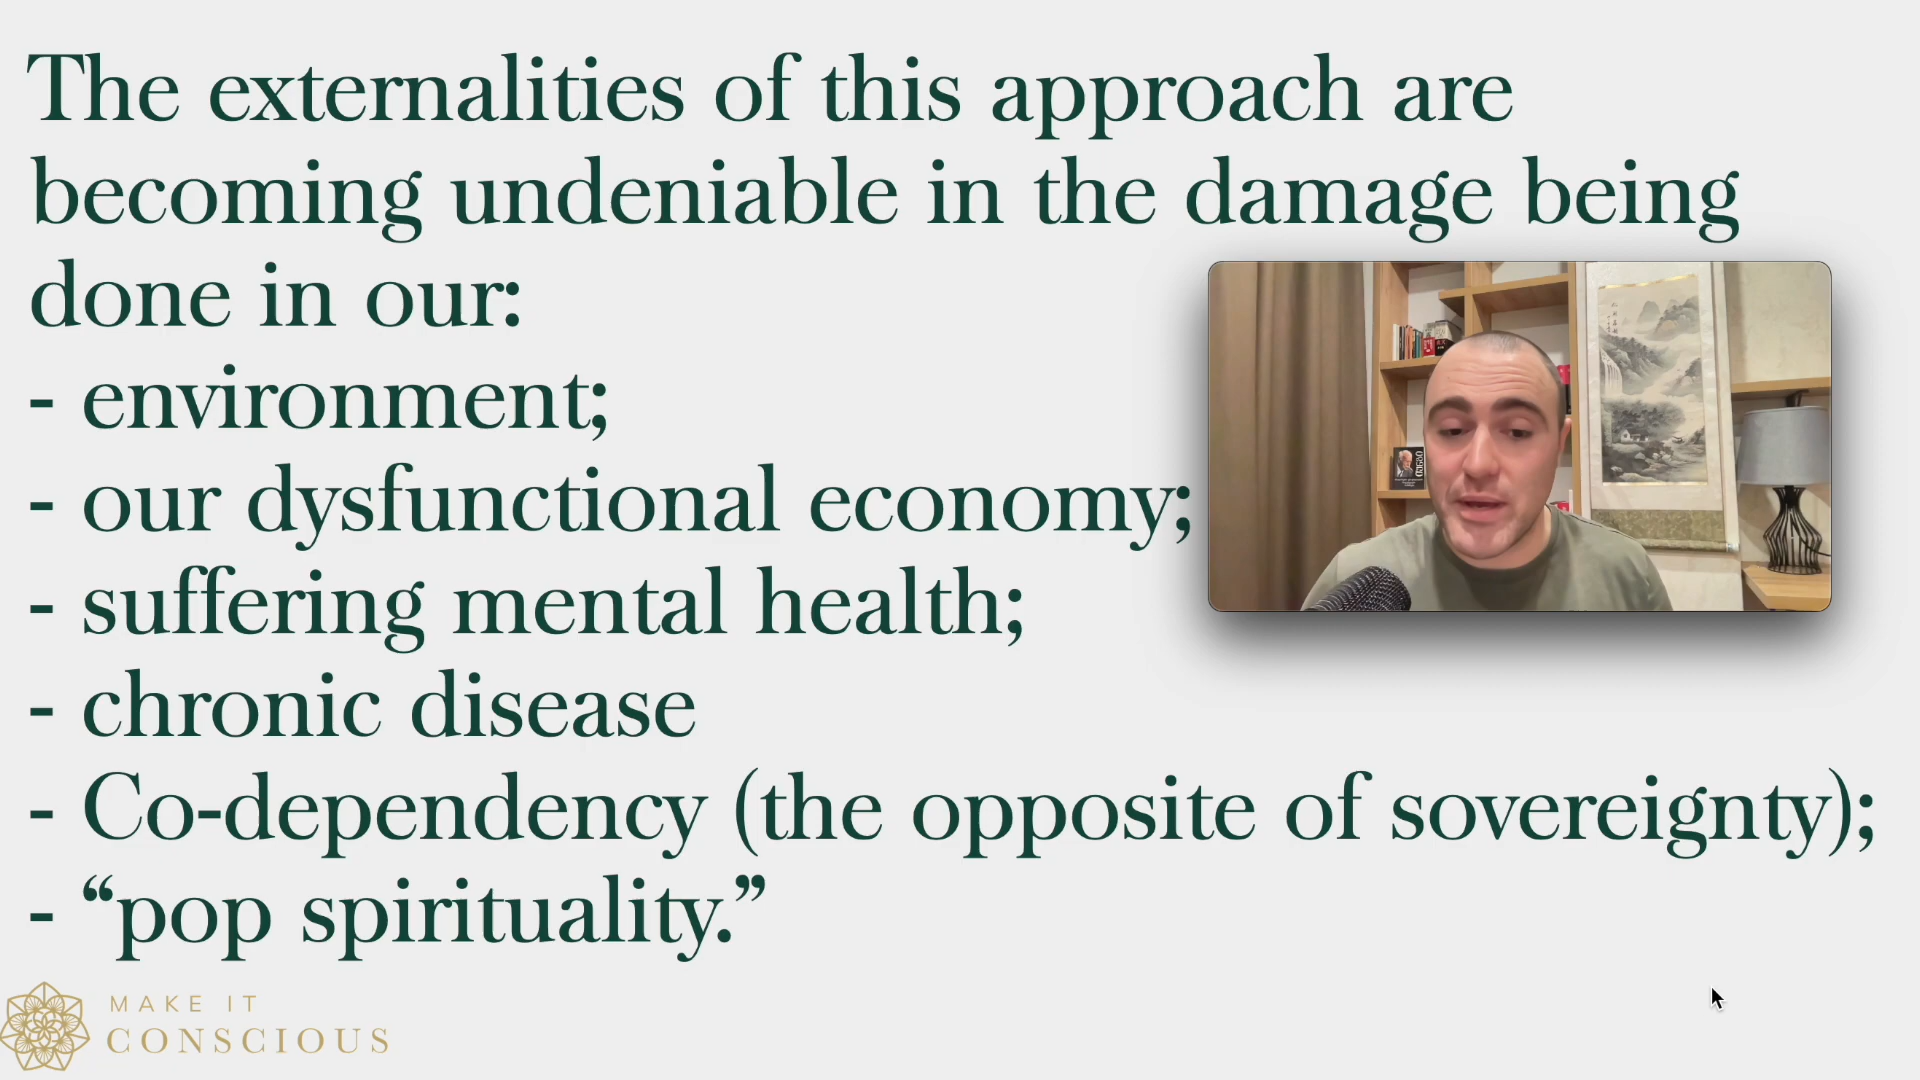 The externalities of this approach are
becoming undeniable in the damage being
done in our:
- environment;
- our dysfunctional economy;
- suffering mental health;
- chronic disease
- Co-dependency (the opposite of sovereignty);
- “pop spirituality.”
MAKE IT
CONSCIOUS